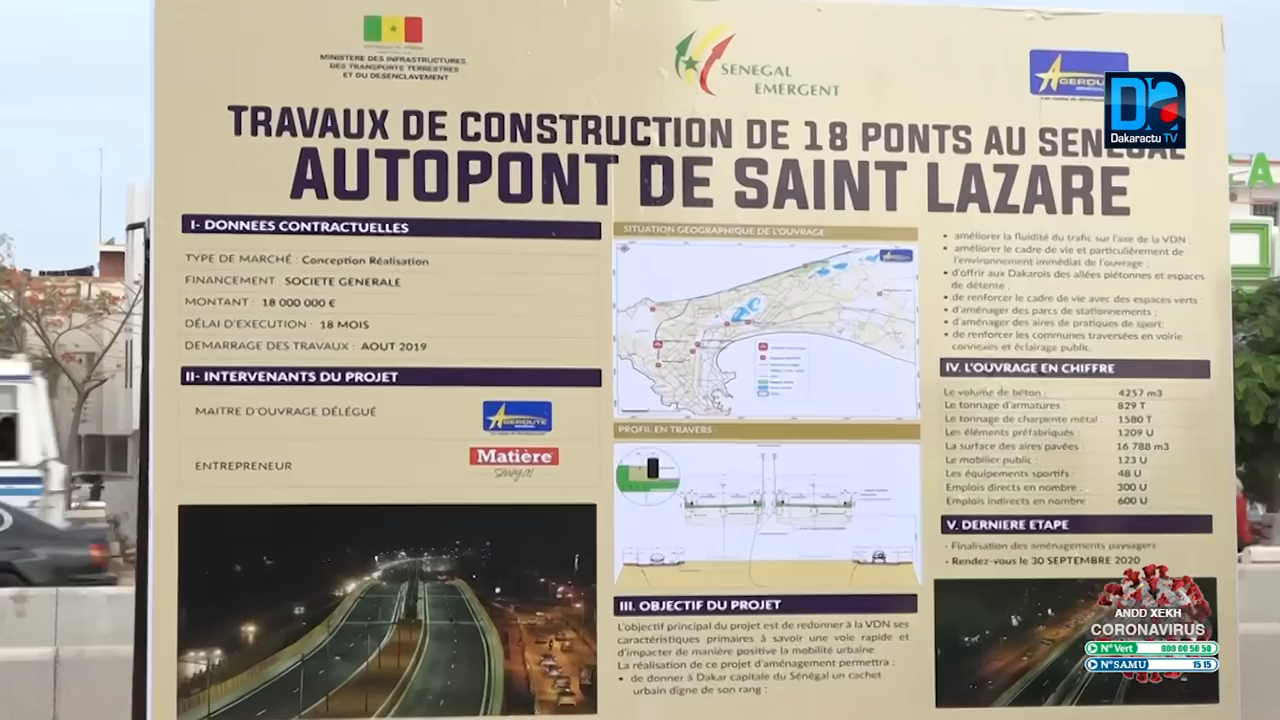 MINISTERE DES INFRASTRUCTURES,
DES TRANSPORTS TERRESTRES
ET DU DESENCLAVEMENT
SENEGAL
EMERGENT
AGEROUTE
Dakaractu TV
TRAVAUX DE CONSTRUCTION DE 18 PONTS AU SENEGAL
AUTOPONT DE SAINT LAZARE
I- DONNEES CONTRACTUELLES
TYPE DE MARCHÉ : Conception Réalisation
FINANCEMENT : SOCIETE GENERALE
MONTANT : 18 000 000 €
DÉLAI D'EXECUTION : 18 MOIS
DEMARRAGE DES TRAVAUX : AOUT 2019
II- INTERVENANTS DU PROJET
MAITRE D'OUVRAGE DÉLÉGUÉ
AGEROUTE
ENTREPRENEUR
Matière
Sénégal
SITUATION GEOGRAPHIQUE DE L'OUVRAGE
PROFIL EN TRAVERS
III. OBJECTIF DU PROJET
L'objectif principal du projet est de redonner à la VDN ses
caractéristiques primaires à savoir une voie rapide et
d'impacter de manière positive la mobilité urbaine
La réalisation de ce projet d'aménagement permettra :
• de donner à Dakar capitale du Sénégal un cachet
urbain digne de son rang ;
• améliorer la fluidité du trafic sur l'axe de la VDN ;
• améliorer le cadre de vie et particulièrement de
l'environnement immédiat de l'ouvrage ;
• d'offrir aux Dakarois des allées piétonnes et espaces
de détente ;
• de renforcer le cadre de vie avec des espaces verts ;
• d'aménager des parcs de stationnements ;
• d'aménager des aires de pratiques de sport;
• de renforcer les communes traversées en voirie
connexes et éclairage public.
IV. L'OUVRAGE EN CHIFFRE
Le volume de béton : 4257 m3
Le tonnage d'armatures : 829 T
Le tonnage de charpente métal : 1580 T
Les éléments préfabriqués : 1209 U
La surface des aires pavées : 16 788 m3
Le mobilier public : 123 U
Les équipements sportifs : 48 U
Emplois directs en nombre : 300 U
Emplois indirects en nombre 600 U
V. DERNIERE ETAPE
- Finalisation des aménagements paysagers
- Rendez-vous le 30 SEPTEMBRE 2020
ANDD XEKH
CORONAVIRUS
N° Vert 800 00 50 50
N° SAMU 15 15